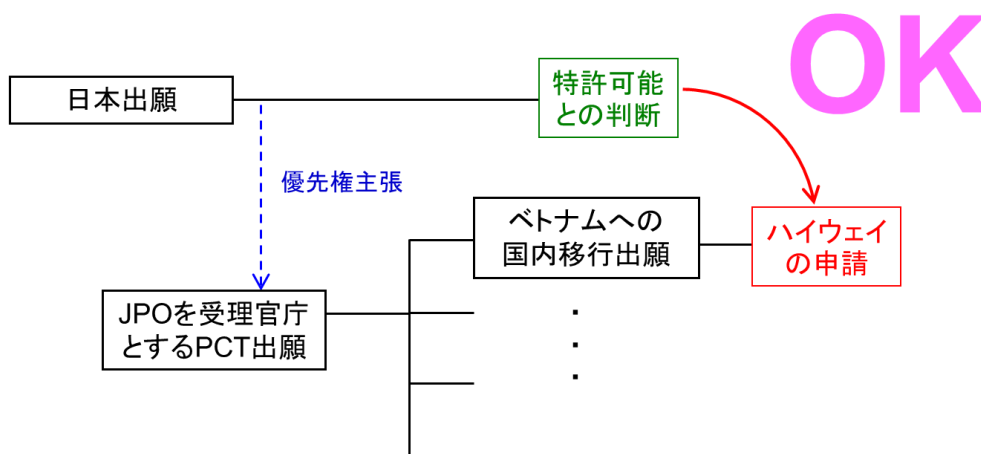 OK
日本出願
特許可能
との判断
優先権主張
ベトナムへの
国内移行出願
ハイウェイ
の申請
JPOを受理官庁
とするPCT出願
・
・
・